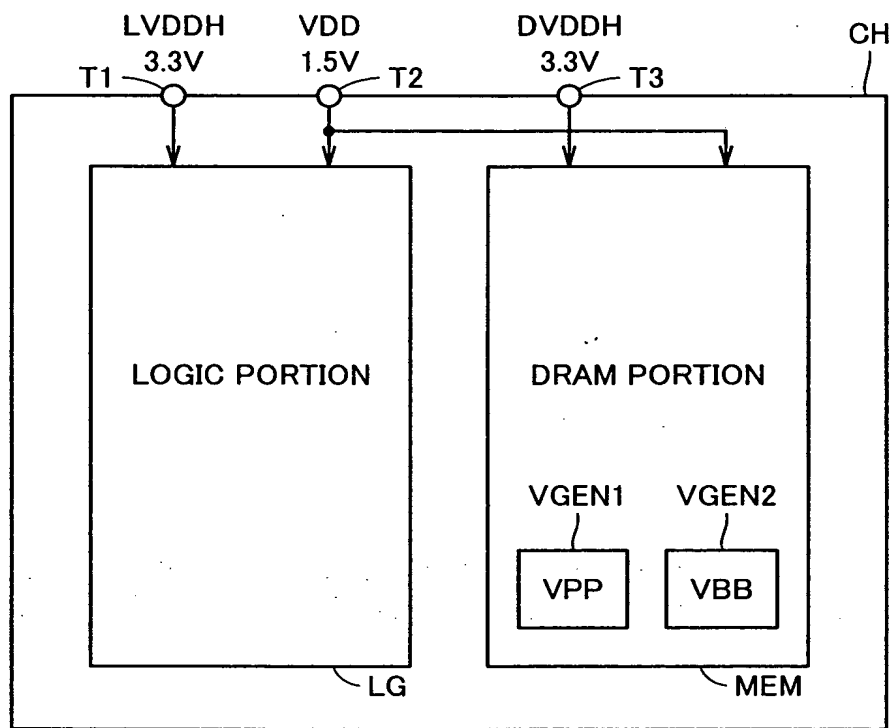 LVDDH VDD DVDDH
3.3V 1.5V 3.3V
CH
T1 T2 T3
LOGIC PORTION DRAM PORTION
VGEN1 VGEN2
VPP VBB
LG MEM